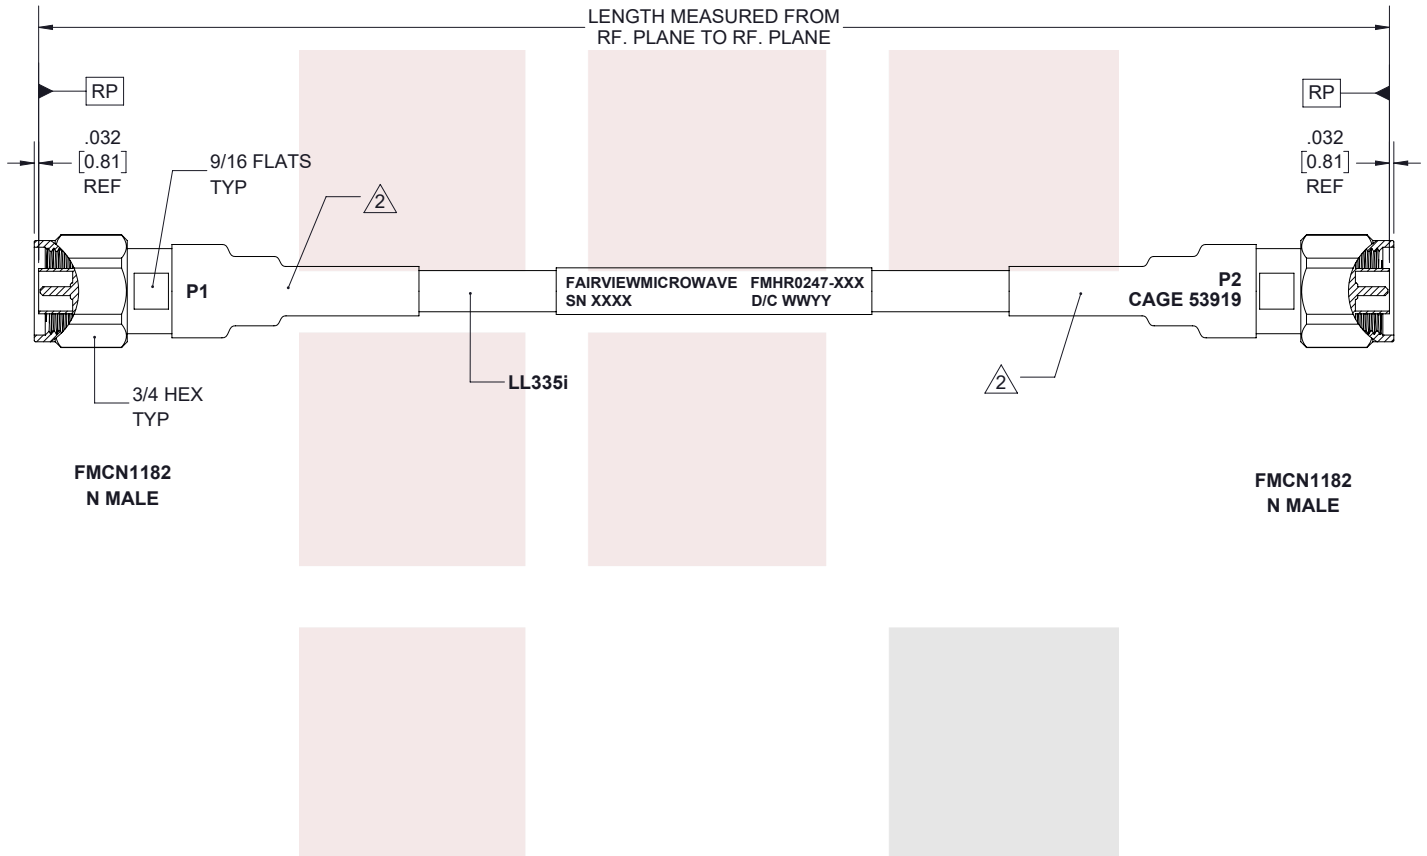 LENGTH MEASURED FROM
RF. PLANE TO RF. PLANE
RP
RP
.032
[0.81]
REF
9/16 FLATS
TYP
2
.032
[0.81]
REF
P1
FAIRVIEWMICROWAVE FMHR0247-XXX
SN XXXX D/C WWYY
P2
CAGE 53919
LL335i
2
3/4 HEX
TYP
FMCN1182
N MALE
FMCN1182
N MALE